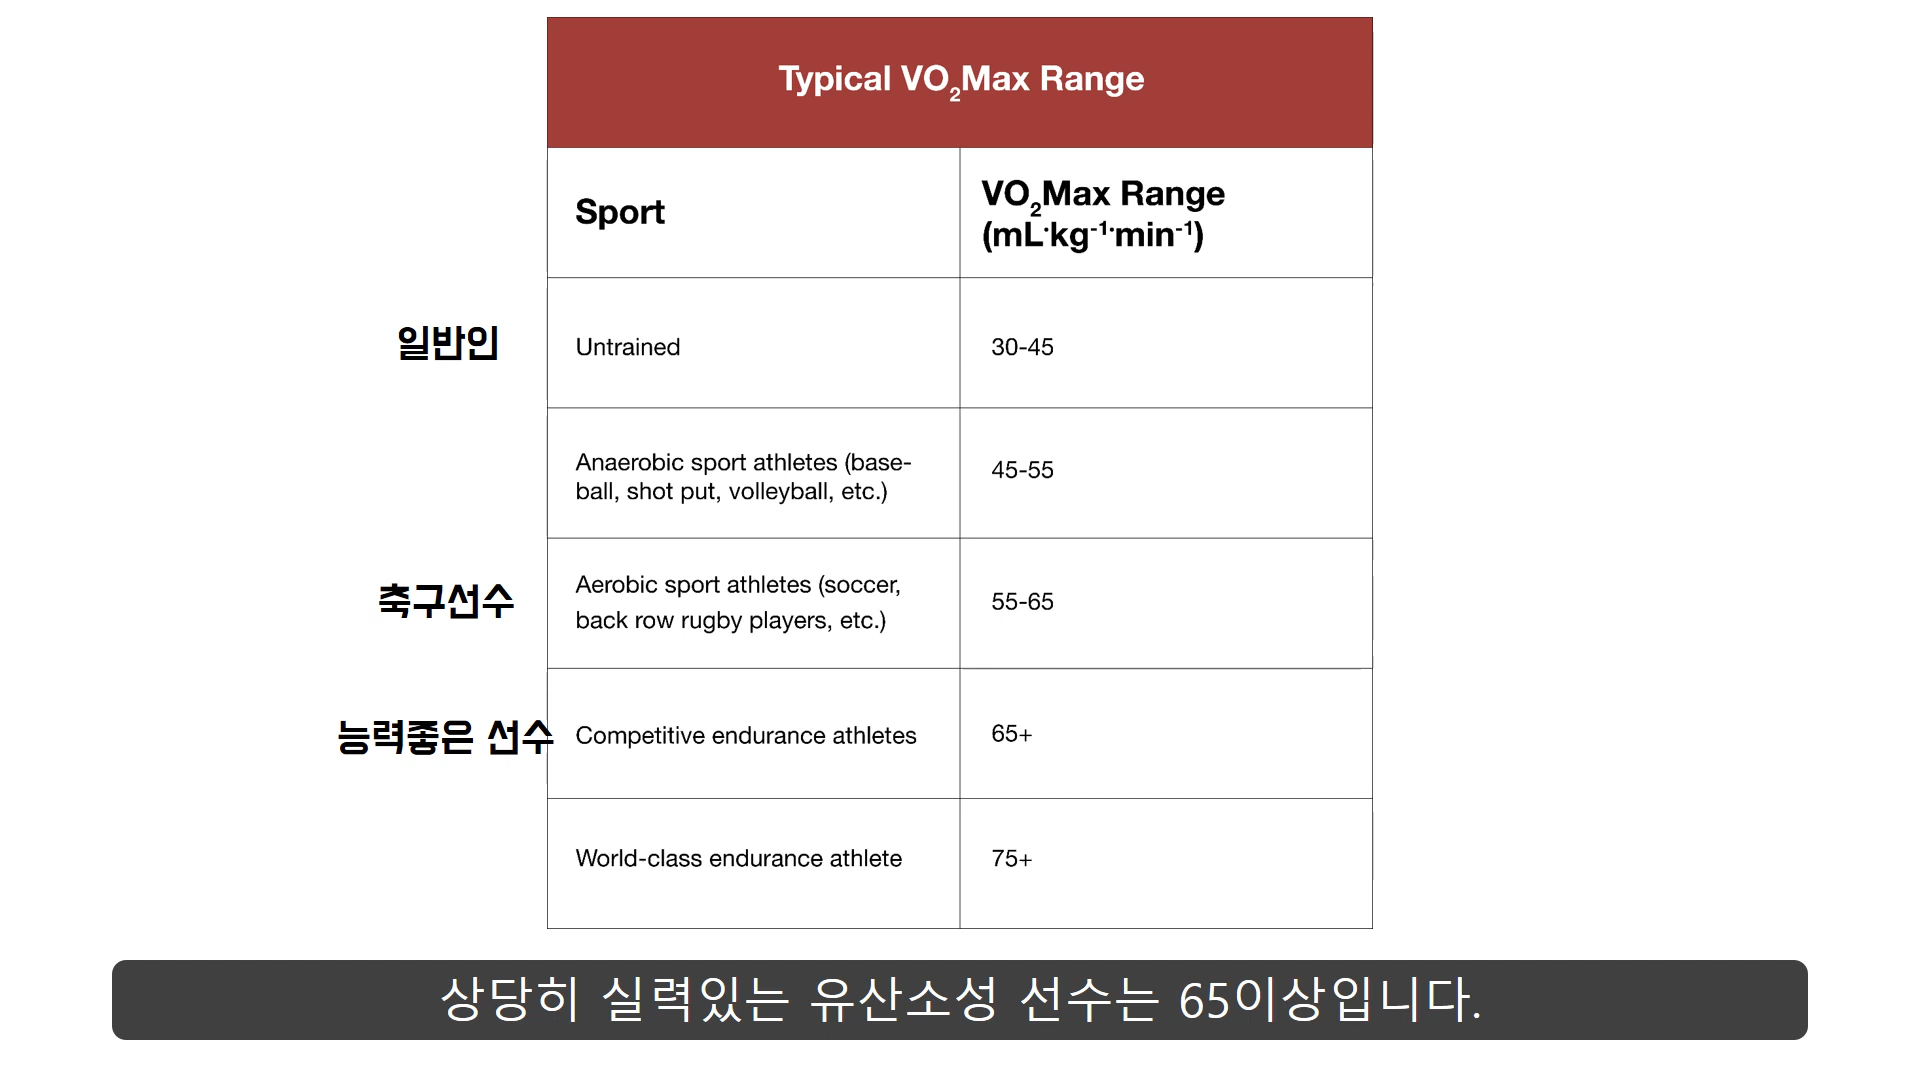 Typical VO₂Max Range
Sport
VO₂Max Range
(mL·kg⁻¹·min⁻¹)
일반인
Untrained
30-45
Anaerobic sport athletes (base-
ball, shot put, volleyball, etc.)
45-55
축구선수
Aerobic sport athletes (soccer,
back row rugby players, etc.)
55-65
능력좋은 선수
Competitive endurance athletes
65+
World-class endurance athlete
75+
상당히 실력있는 유산소성 선수는 65이상입니다.